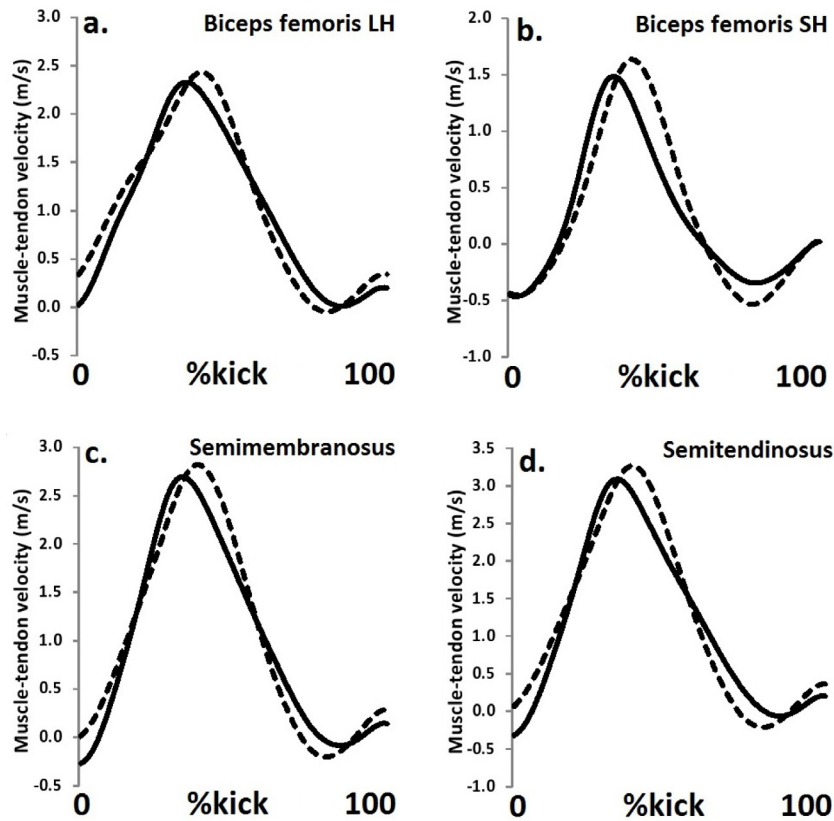 a.
Biceps femoris LH
Muscle-tendon velocity (m/s)
3.0
2.5
2.0
1.5
1.0
0.5
0.0
-0.5
0 %kick 100
b.
Biceps femoris SH
Muscle-tendon velocity (m/s)
2.0
1.5
1.0
0.5
0.0
-0.5
-1.0
0 %kick 100
c.
Semimembranosus
Muscle-tendon velocity (m/s)
3.0
2.5
2.0
1.5
1.0
0.5
0.0
-0.5
0 %kick 100
d.
Semitendinosus
Muscle-tendon velocity (m/s)
3.5
3.0
2.5
2.0
1.5
1.0
0.5
0.0
-0.5
-1.0
0 %kick 100